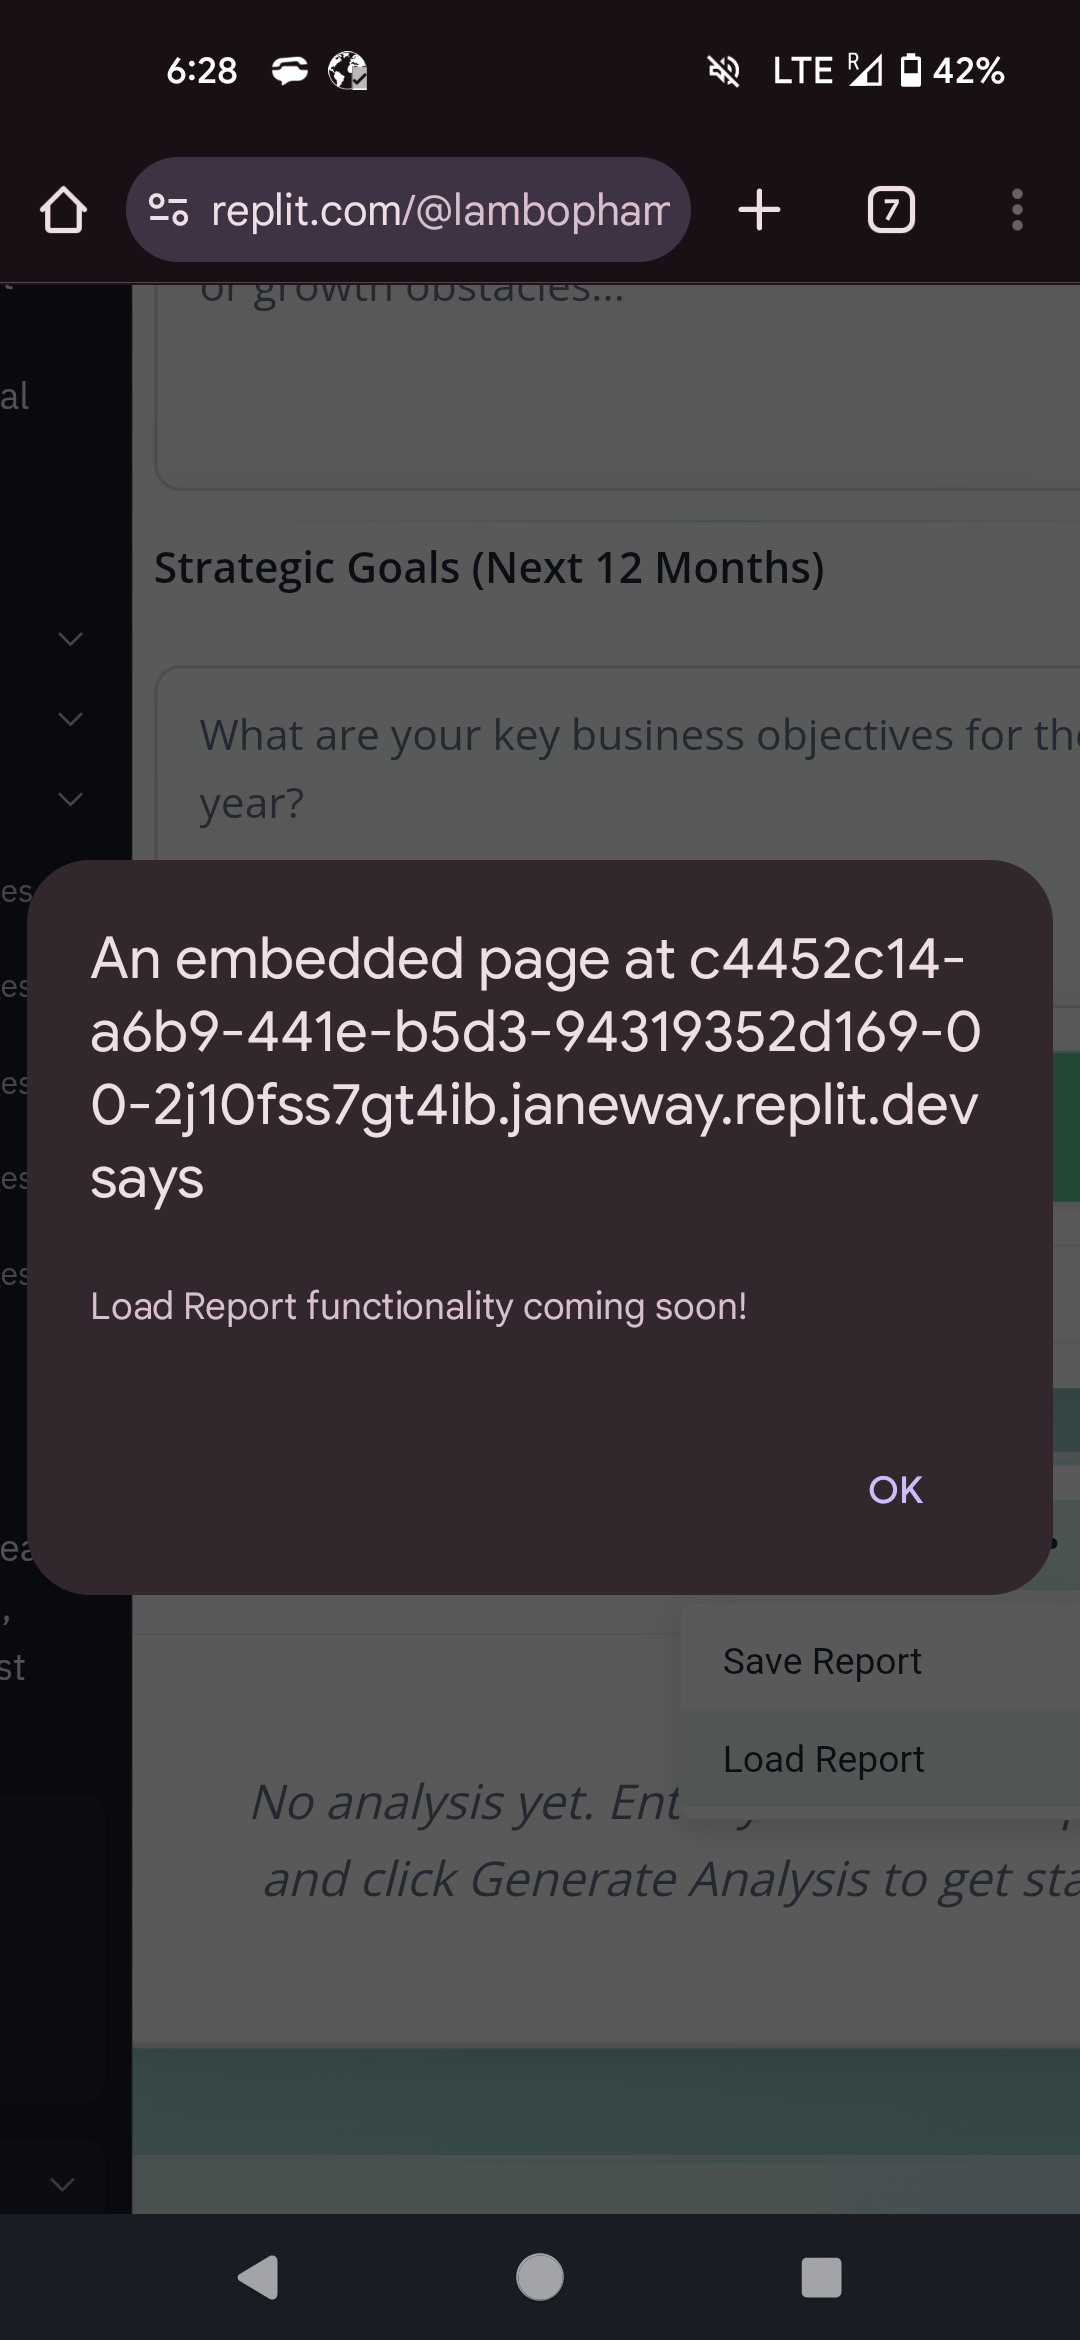 6:28
LTE R 42%
replit.com/@lambopham
7
or growth obstacles...
al
Strategic Goals (Next 12 Months)
What are your key business objectives for the
year?
es
es
es
es
es
An embedded page at c4452c14-
a6b9-441e-b5d3-94319352d169-0
0-2j10fss7gt4ib.janeway.replit.dev
says
Load Report functionality coming soon!
OK
ea
,
st
Save Report
Load Report
No analysis yet. Ent
and click Generate Analysis to get sta